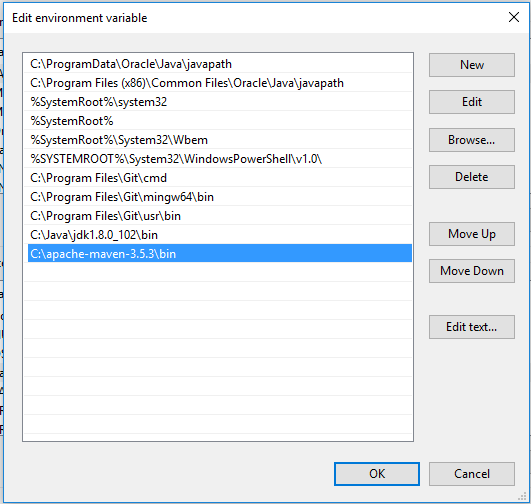 Edit environment variable
C:\ProgramData\Oracle\Java\javapath
C:\Program Files (x86)\Common Files\Oracle\Java\javapath
%SystemRoot%\system32
%SystemRoot%
%SystemRoot%\System32\Wbem
%SYSTEMROOT%\System32\WindowsPowerShell\v1.0\
C:\Program Files\Git\cmd
C:\Program Files\Git\mingw64\bin
C:\Program Files\Git\usr\bin
C:\Java\jdk1.8.0_102\bin
C:\apache-maven-3.5.3\bin
New
Edit
Browse...
Delete
Move Up
Move Down
Edit text...
OK
Cancel